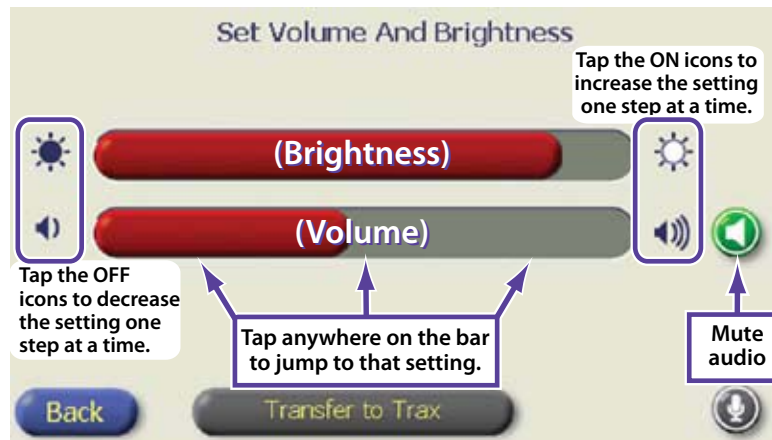 Set Volume And Brightness
Tap the ON icons to
increase the setting
one step at a time.
(Brightness)
(Volume)
Tap the OFF
icons to decrease
the setting one
step at a time.
Tap anywhere on the bar
to jump to that setting.
Mute
audio
Back
Transfer to Trax